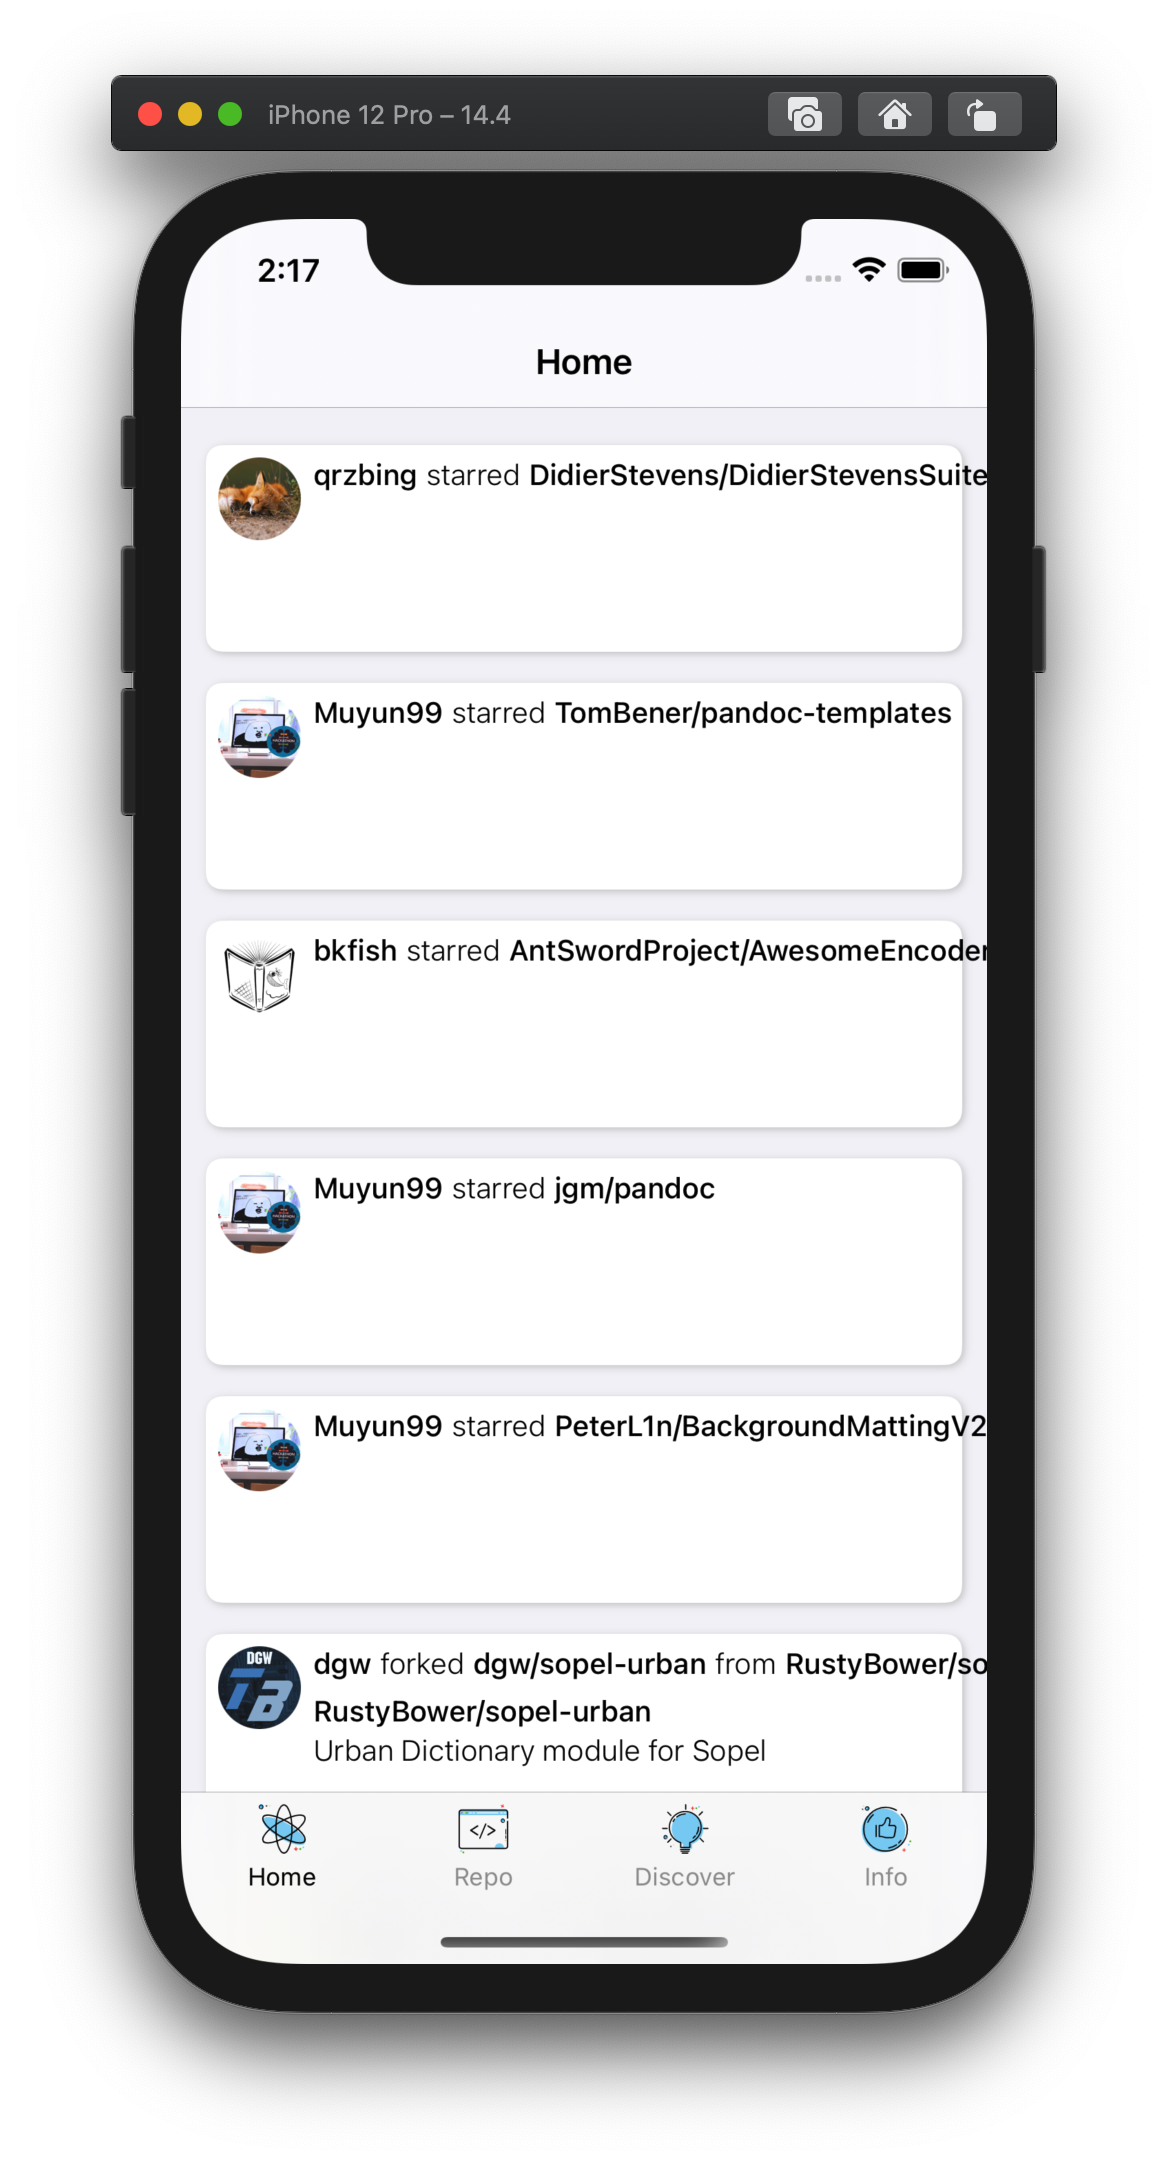 iPhone 12 Pro – 14.4
2:17
Home
qrzbing starred DidierStevens/DidierStevensSuite
Muyun99 starred TomBener/pandoc-templates
bkfish starred AntSwordProject/AwesomeEncoder
Muyun99 starred jgm/pandoc
Muyun99 starred PeterL1n/BackgroundMattingV2
DGW
TB
dgw forked dgw/sopel-urban from RustyBower/so
RustyBower/sopel-urban
Urban Dictionary module for Sopel
</>
Home
Repo
Discover
Info